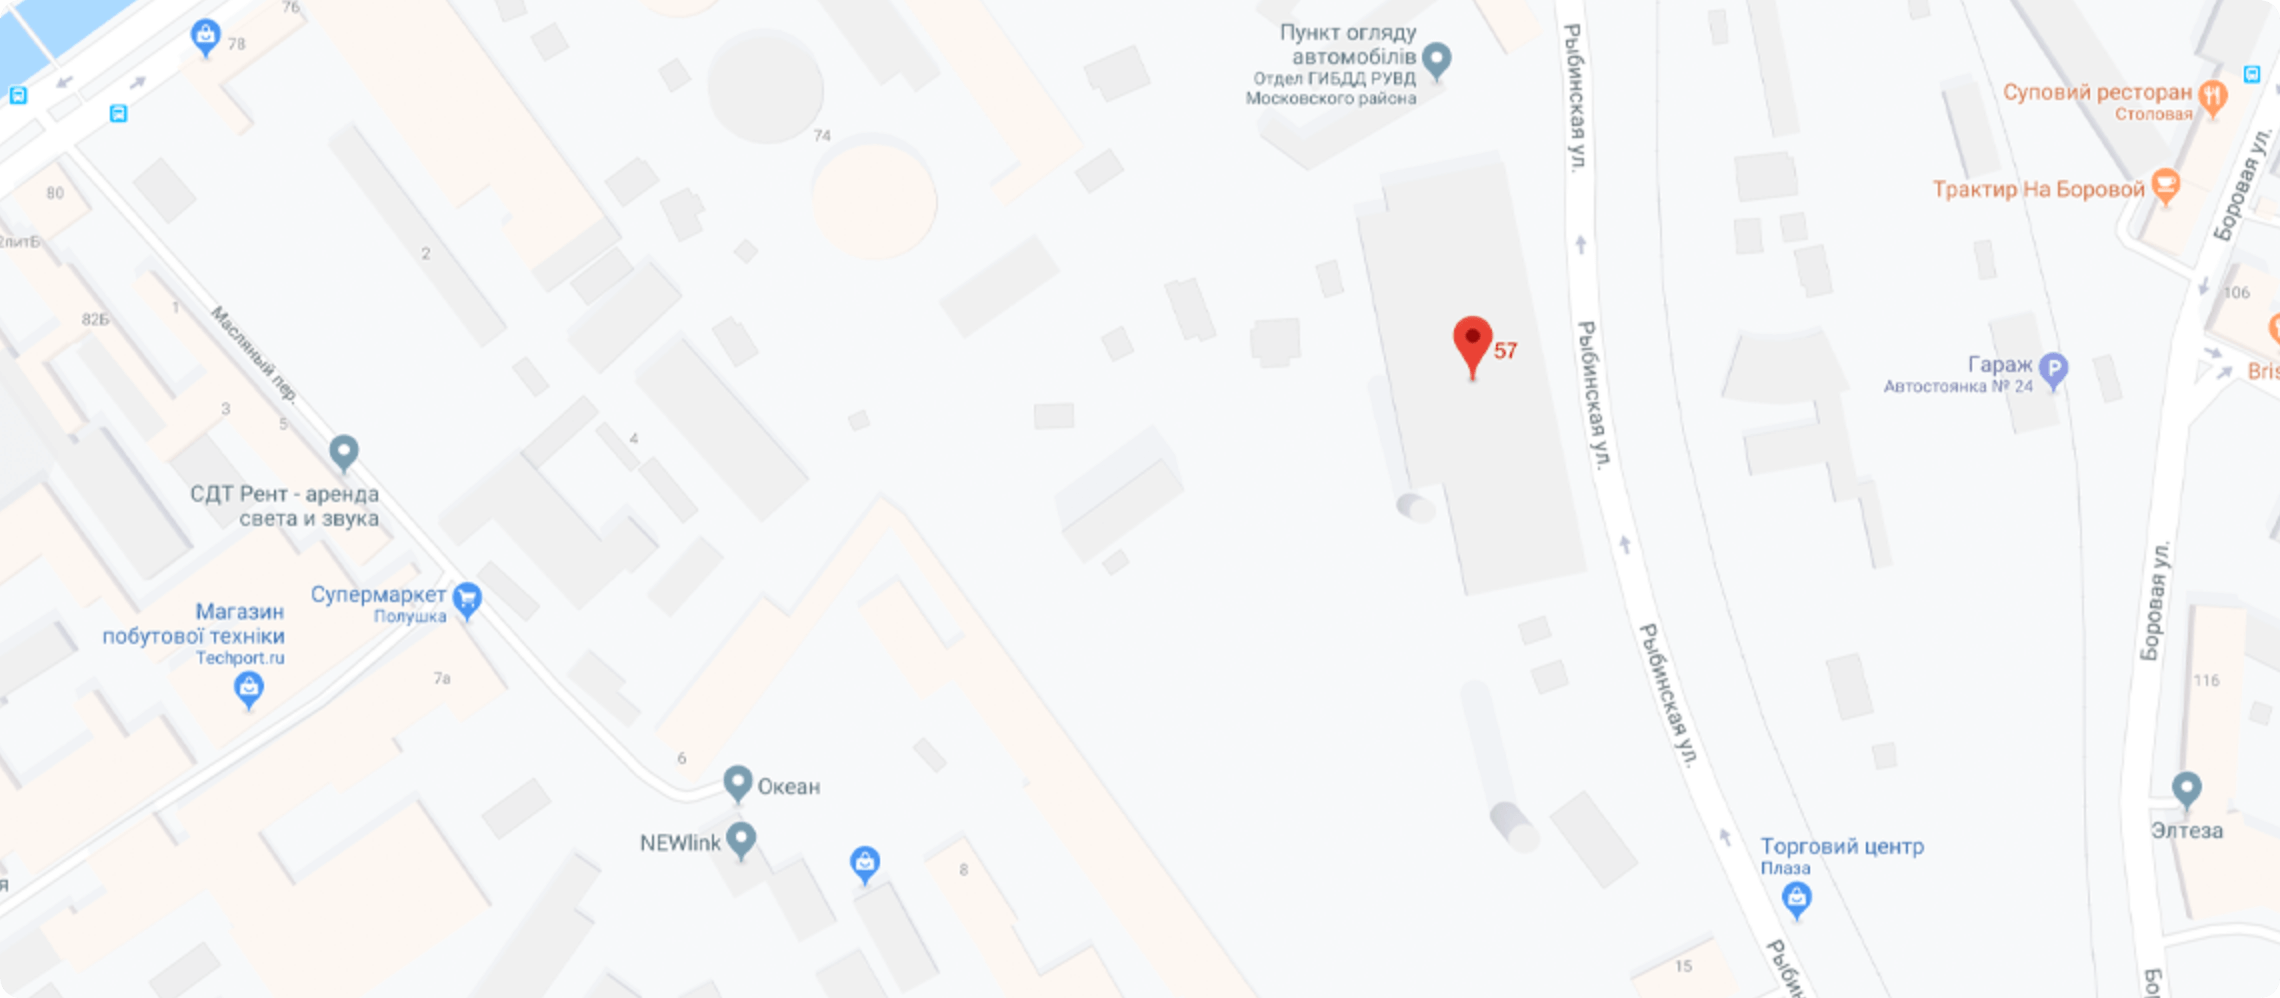 76
78
Пункт огляду
автомобілів
Отдел ГИБДД РУВД
Московского района
Рыбинская ул.
Суповий ресторан
Столовая
74
80
Трактир На Боровой
Боровая ул.
2литБ
2
1
82Б
Масляный пер.
106
57
Рыбинская ул.
Гараж
Автостоянка № 24
3
5
4
СДТ Рент - аренда
света и звука
Супермаркет
Полушка
Магазин
побутової техніки
Techport.ru
7а
Рыбинская ул.
Боровая ул.
116
6
Океан
NEWlink
8
Элтеза
Торговий центр
Плаза
15